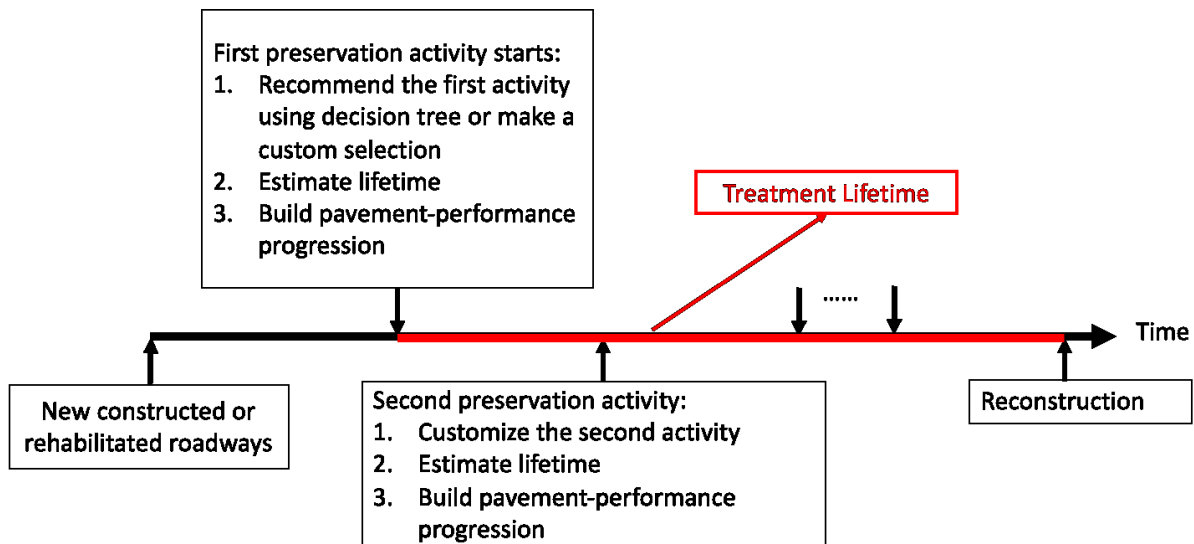 First preservation activity starts:
1. Recommend the first activity
using decision tree or make a
custom selection
2. Estimate lifetime
3. Build pavement-performance
progression
Treatment Lifetime
......
Time
New constructed or
rehabilitated roadways
Second preservation activity:
1. Customize the second activity
2. Estimate lifetime
3. Build pavement-performance
progression
Reconstruction